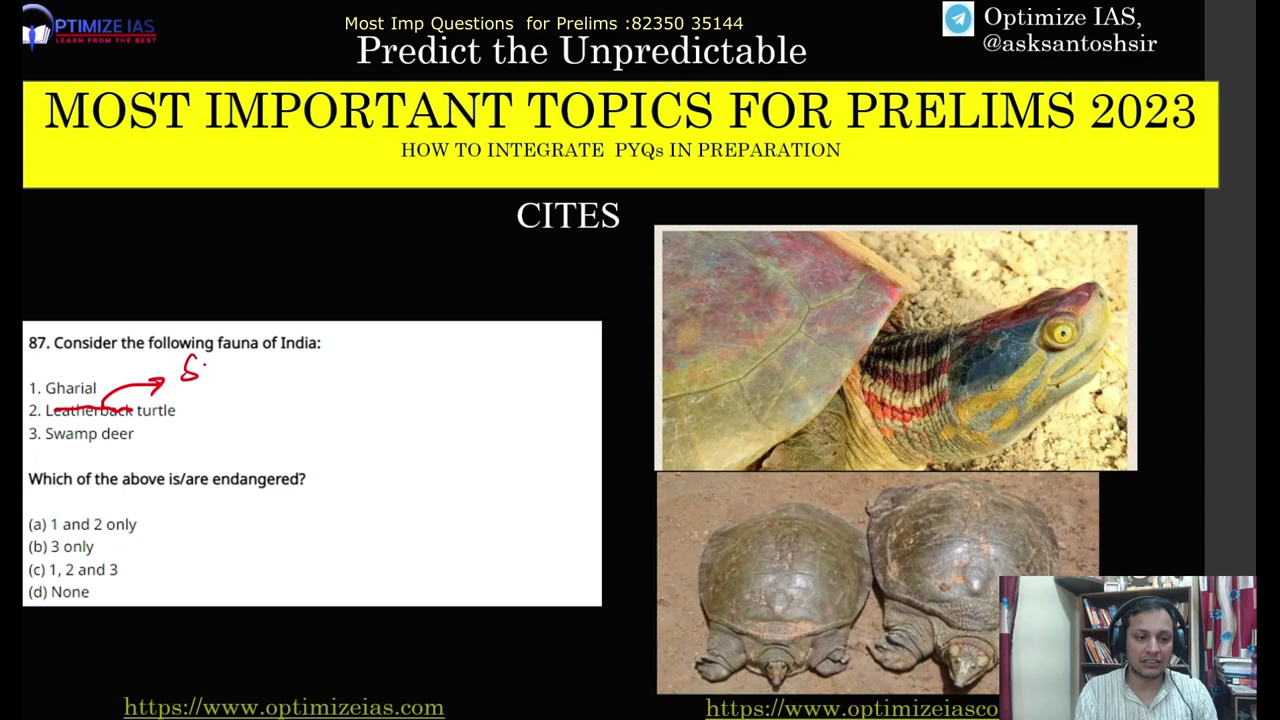 PTIMIZE IAS
LEARN FROM THE BEST
Most Imp Questions for Prelims :82350 35144
Predict the Unpredictable
Optimize IAS,
@asksantoshsir
MOST IMPORTANT TOPICS FOR PRELIMS 2023
HOW TO INTEGRATE PYQs IN PREPARATION
CITES
87. Consider the following fauna of India:
1. Gharial
2. Leatherback turtle
3. Swamp deer
Which of the above is/are endangered?
(a) 1 and 2 only
(b) 3 only
(c) 1, 2 and 3
(d) None
https://www.optimizeias.com
https://www.optimizeiasco